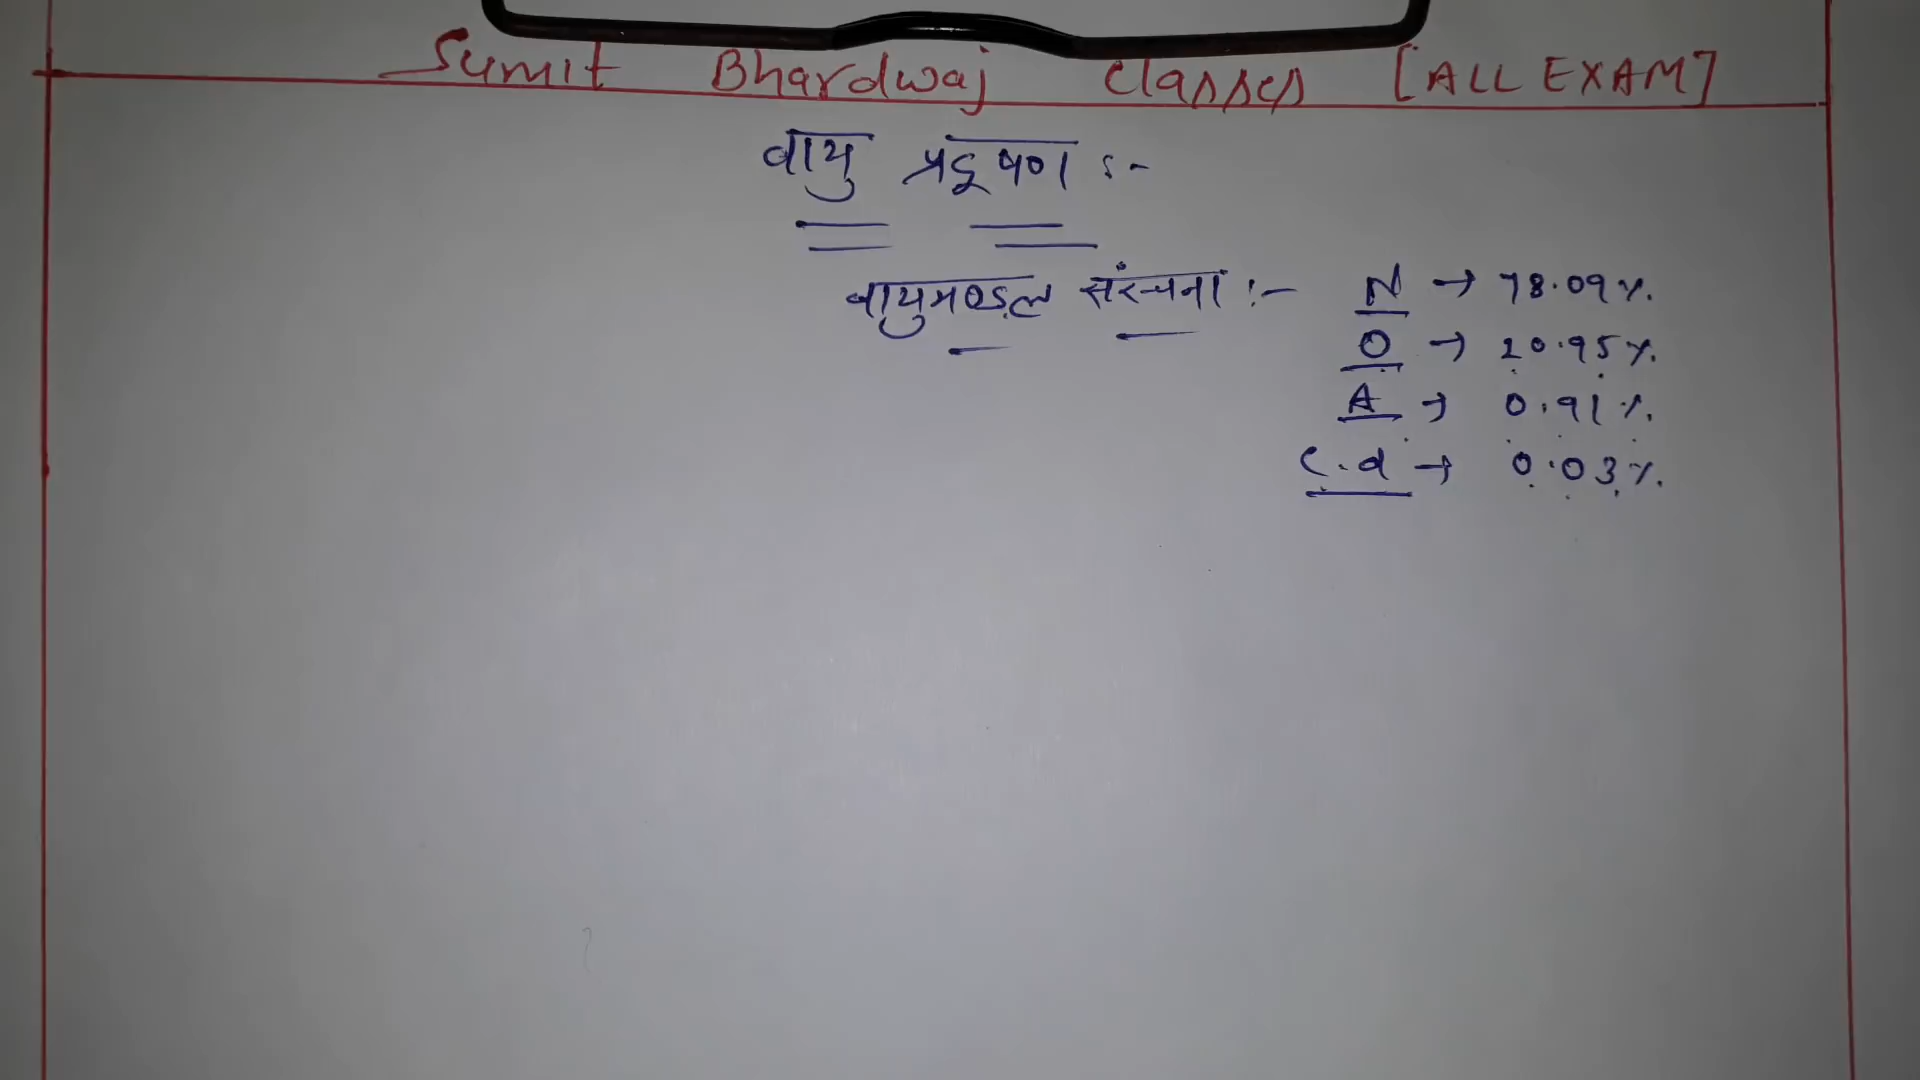 Sumit Bhardwaj Classes [ALL EXAM]
वायु प्रदूषण :-
वायुमण्डल संरचना :- N → 78.09%.
O → 20.95%.
A → 0.91%.
C.d → 0.03%.